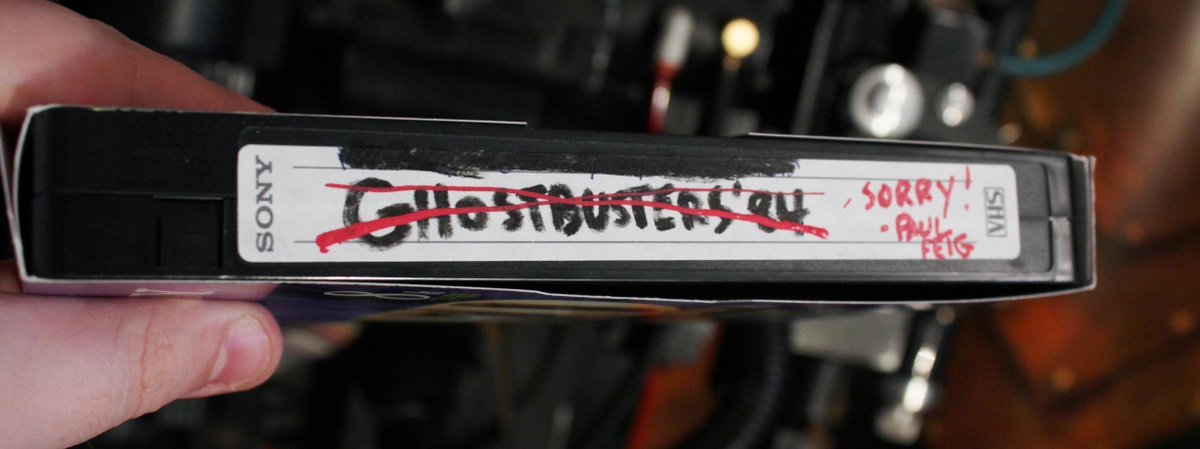 SONY
GHOSTBUSTERS '84
SORRY!
- PAUL
FEIG
VHS